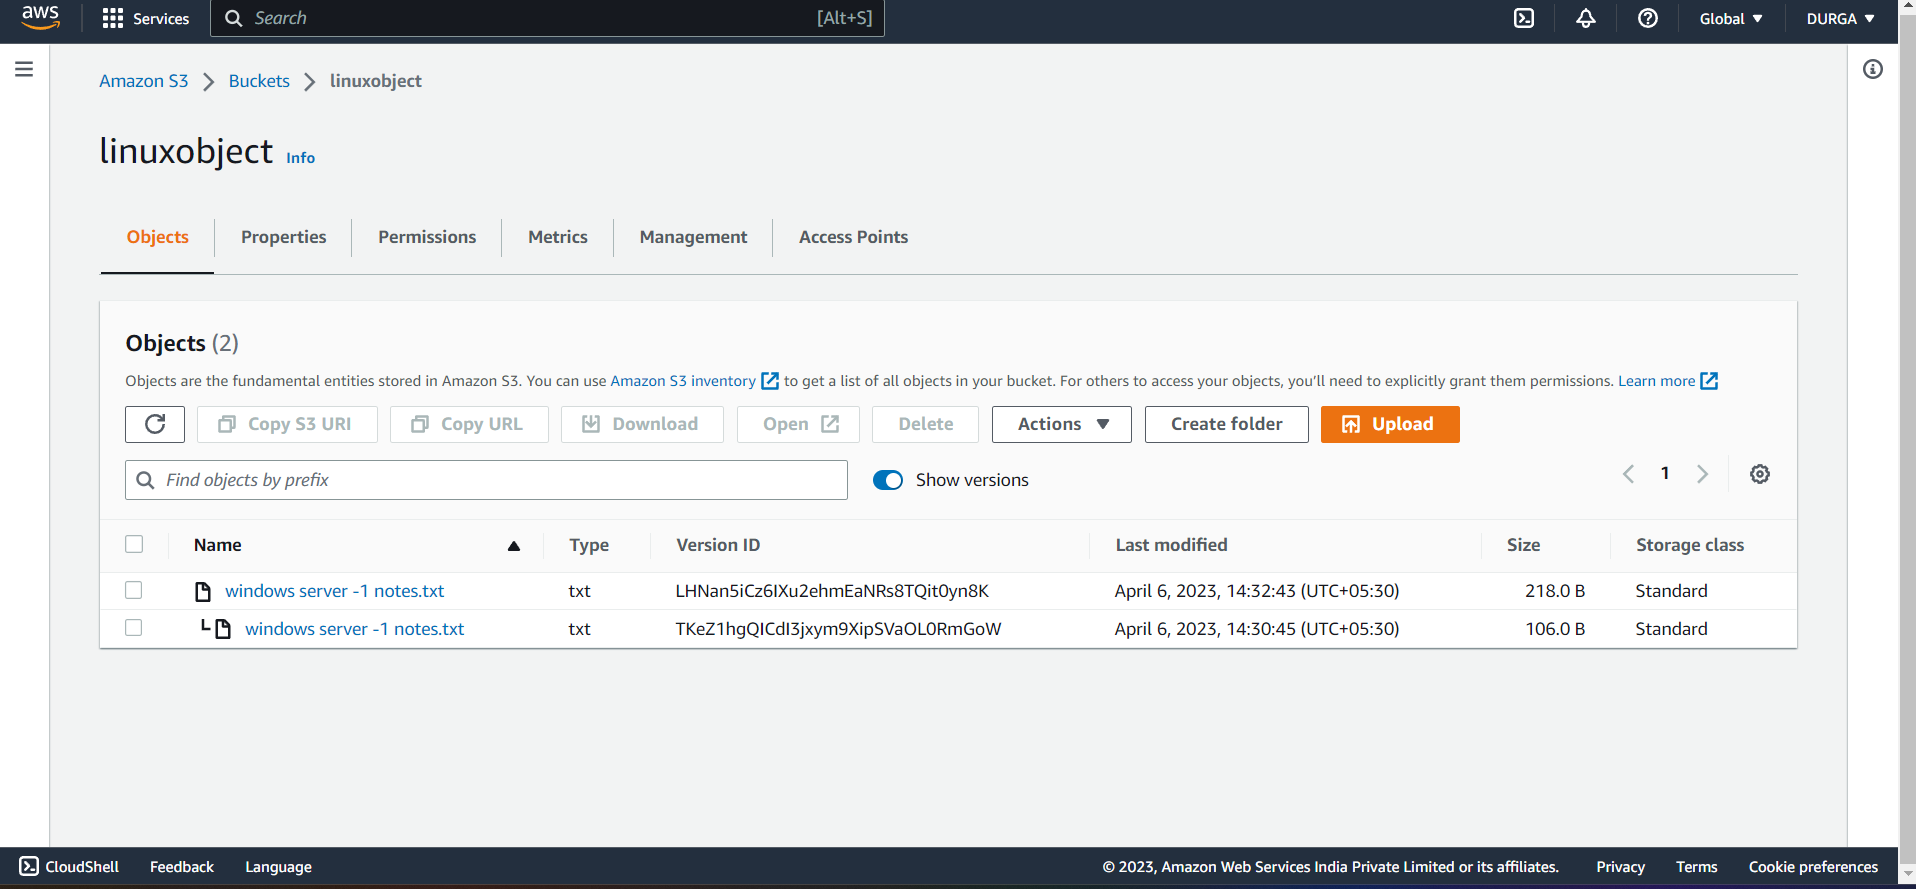 aws Services Search [Alt+S] Global DURGA
Amazon S3 Buckets linuxobject
linuxobject Info
Objects Properties Permissions Metrics Management Access Points
Objects (2)
Objects are the fundamental entities stored in Amazon S3. You can use Amazon S3 inventory to get a list of all objects in your bucket. For others to access your objects, you'll need to explicitly grant them permissions. Learn more
Copy S3 URI Copy URL Download Open Delete Actions Create folder Upload
Find objects by prefix Show versions 1
Name Type Version ID Last modified Size Storage class
windows server -1 notes.txt txt LHNan5iCz6IXu2ehmEaNRs8TQit0yn8K April 6, 2023, 14:32:43 (UTC+05:30) 218.0 B Standard
windows server -1 notes.txt txt TKeZ1hgQICdI3jxym9XipSVaOL0RmGoW April 6, 2023, 14:30:45 (UTC+05:30) 106.0 B Standard
CloudShell Feedback Language © 2023, Amazon Web Services India Private Limited or its affiliates. Privacy Terms Cookie preferences